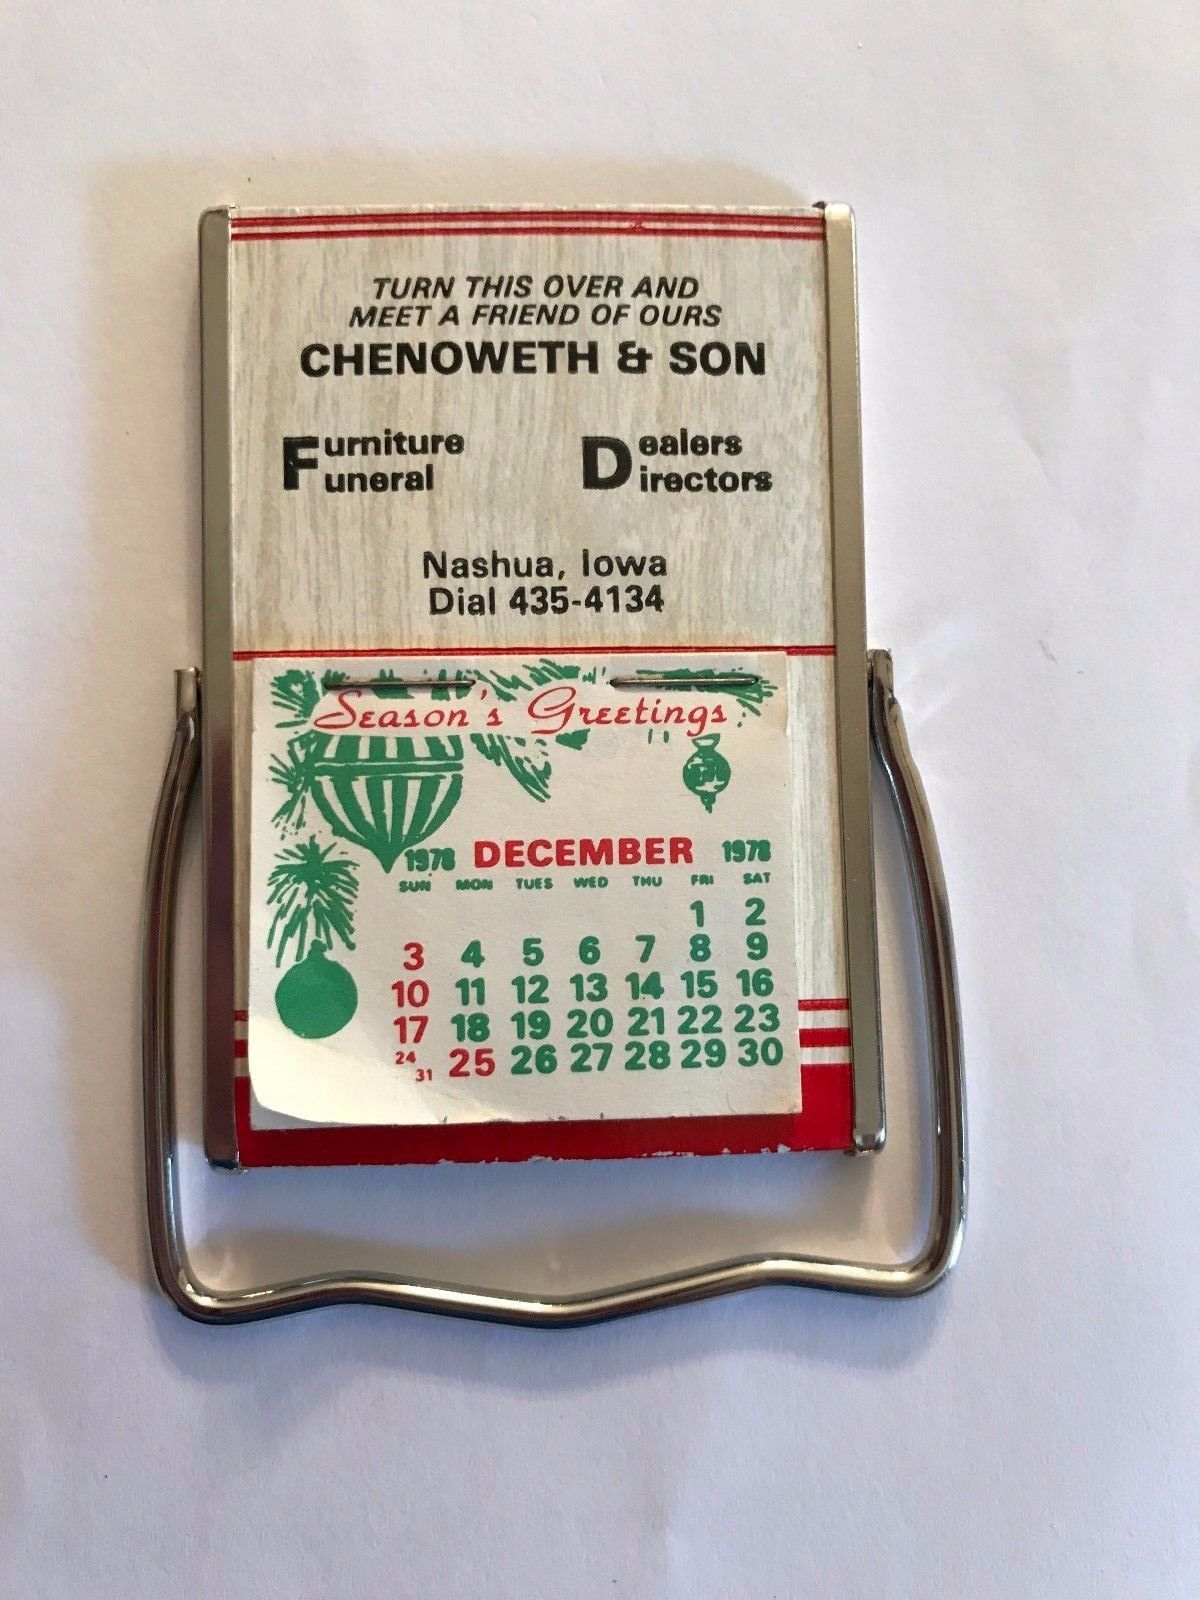 TURN THIS OVER AND
MEET A FRIEND OF OURS
CHENOWETH & SON
Furniture Dealers
Funeral Directors
Nashua, Iowa
Dial 435-4134
Season's Greetings
1978 DECEMBER 1978
SUN MON TUES WED THU FRI SAT
1 2
3 4 5 6 7 8 9
10 11 12 13 14 15 16
17 18 19 20 21 22 23
24 31 25 26 27 28 29 30